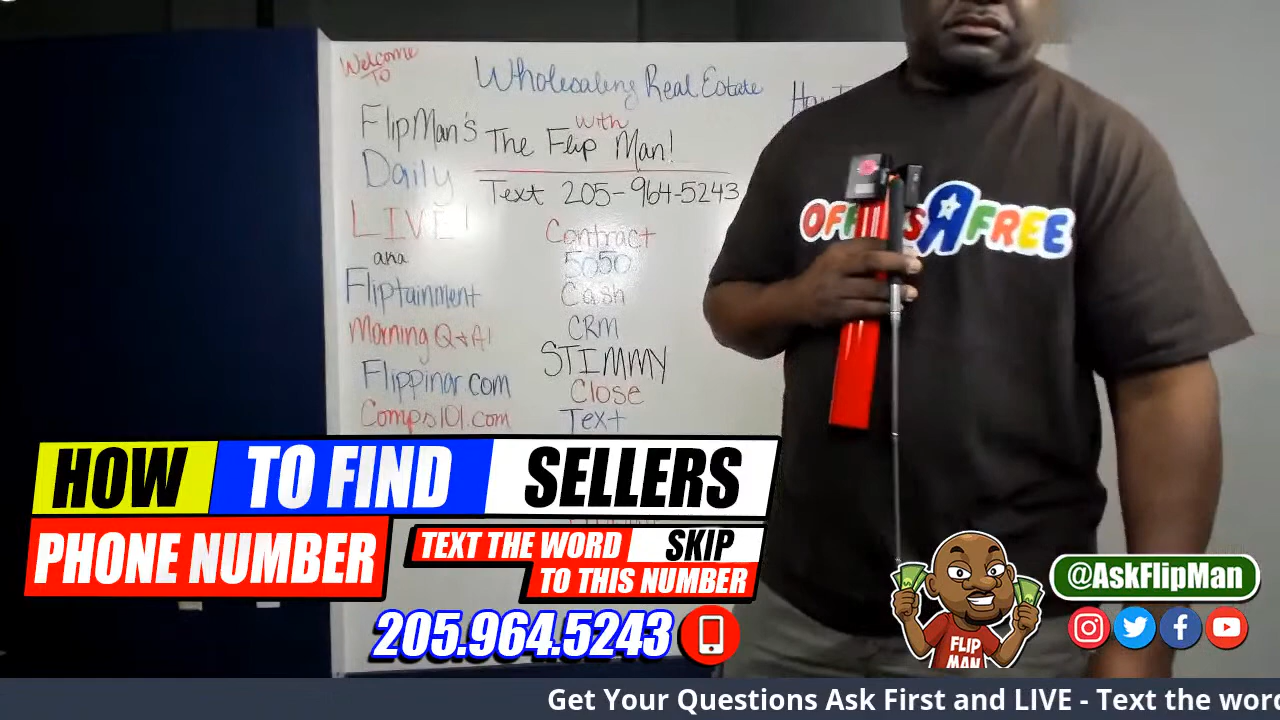 Welcome
To
FlipMan's
Daily
LIVE!
and
Fliptainment
Morning Q+A!
Flippinar.com
Comps101.com
Wholesaling Real Estate
with
The Flip Man!
Text 205-964-5243
Contract
5050
Cash
CRM
STIMMY
Close
Text
FREE
HOW TO FIND SELLERS
PHONE NUMBER
TEXT THE WORD SKIP
TO THIS NUMBER
205.964.5243
FLIP
MAN
@AskFlipMan
Get Your Questions Ask First and LIVE - Text the word